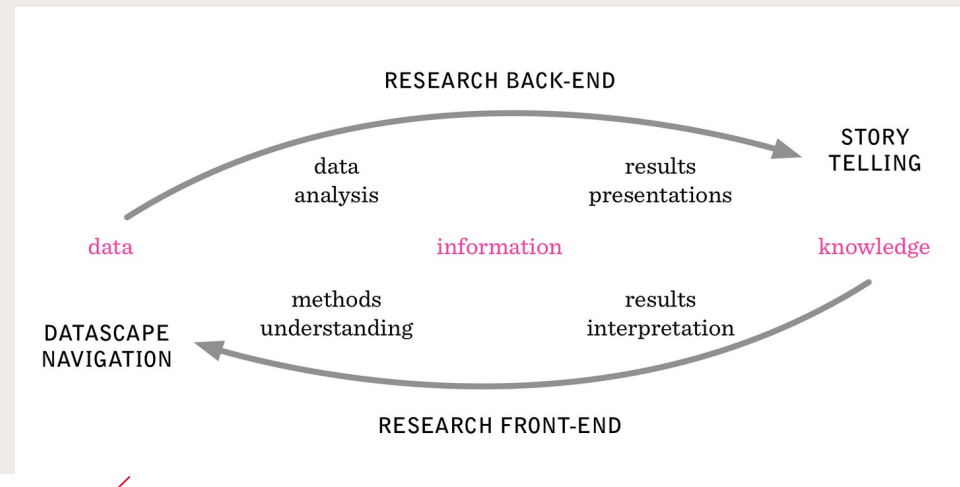 RESEARCH BACK-END
STORY
TELLING
data
analysis
results
presentations
data
information
knowledge
methods
understanding
results
interpretation
DATASCAPE
NAVIGATION
RESEARCH FRONT-END